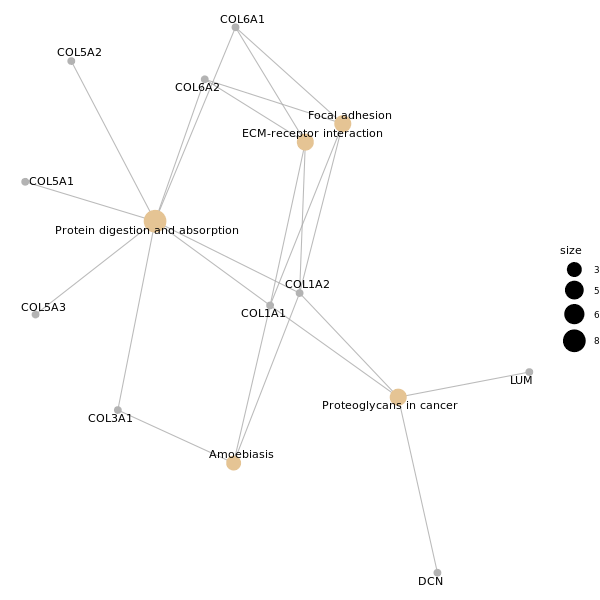 COL6A1
COL5A2
COL6A2
Focal adhesion
ECM-receptor interaction
COL5A1
Protein digestion and absorption
size
3
5
6
8
COL1A2
COL5A3
COL1A1
LUM
Proteoglycans in cancer
COL3A1
Amoebiasis
DCN